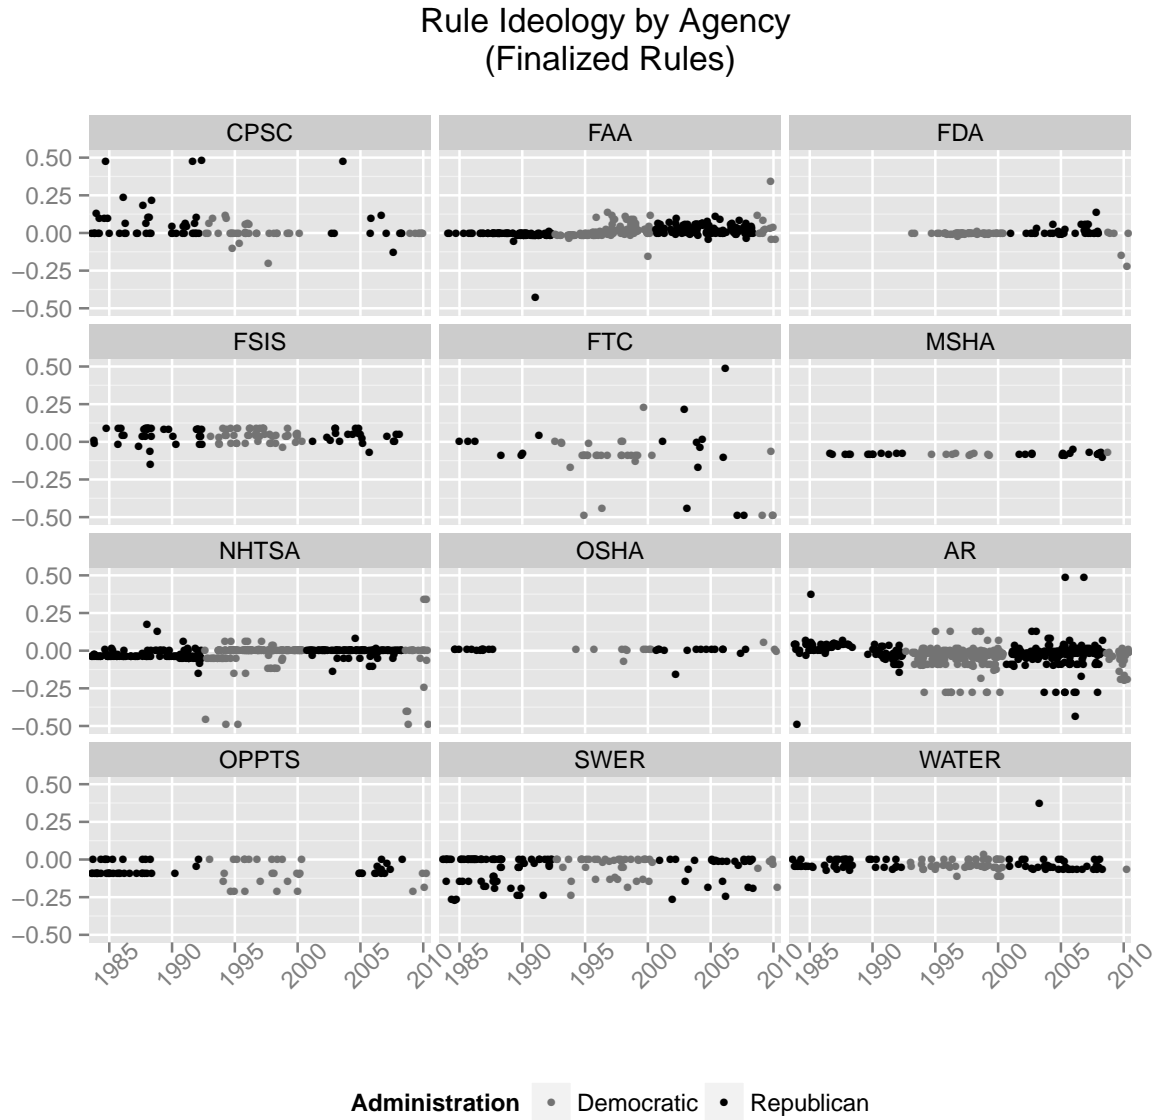 Rule Ideology by Agency
(Finalized Rules)
CPSC FAA FDA
0.50
0.25
0.00
−0.25
−0.50
FSIS FTC MSHA
0.50
0.25
0.00
−0.25
−0.50
NHTSA OSHA AR
0.50
0.25
0.00
−0.25
−0.50
OPPTS SWER WATER
0.50
0.25
0.00
−0.25
−0.50
1985 1990 1995 2000 2005 2010 1985 1990 1995 2000 2005 2010 1985 1990 1995 2000 2005 2010
Administration Democratic Republican